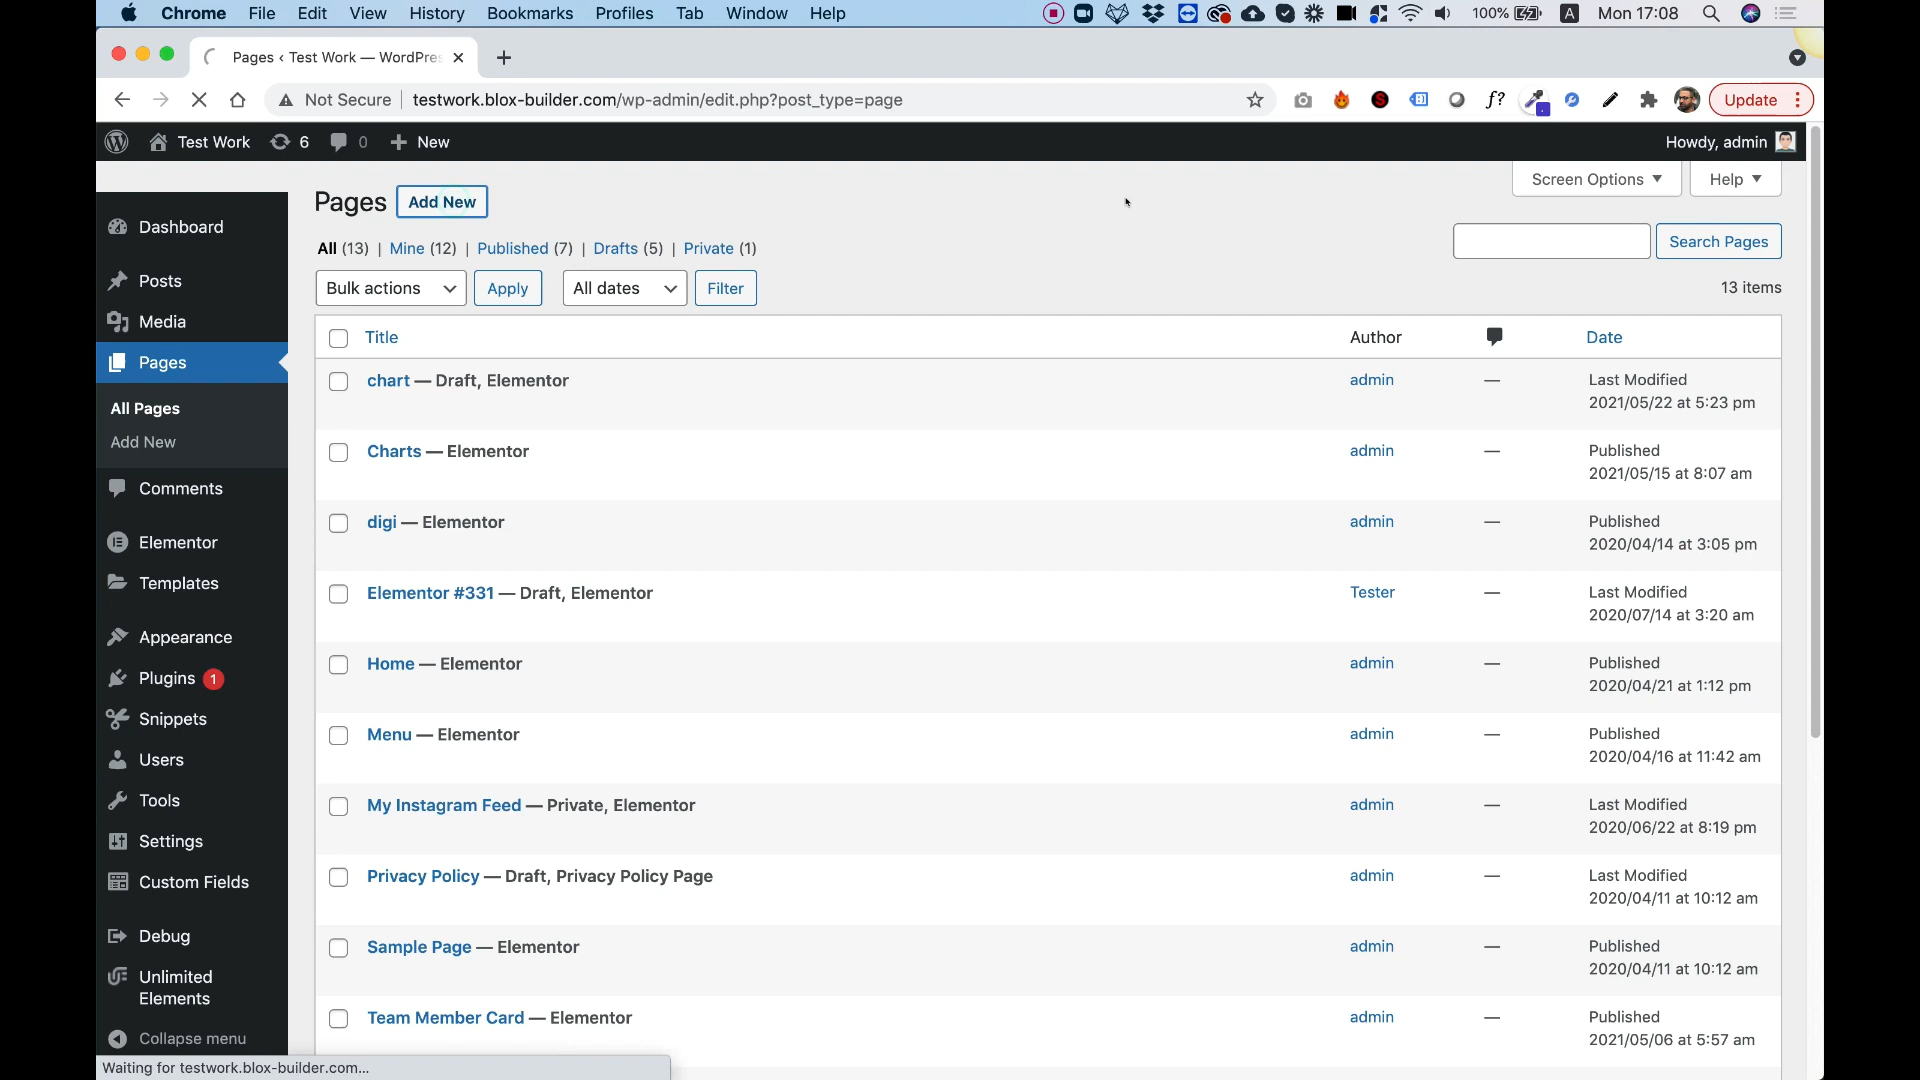 Chrome File Edit View History Bookmarks Profiles Tab Window Help 100% A Mon 17:08
Pages ‹ Test Work — WordPres
Not Secure testwork.blox-builder.com/wp-admin/edit.php?post_type=page f? Update
Test Work 6 0 New Howdy, admin
Screen Options Help
Pages Add New
Dashboard
Posts
Media
Pages
All Pages
Add New
Comments
Elementor
Templates
Appearance
Plugins 1
Snippets
Users
Tools
Settings
Custom Fields
Debug
Unlimited
Elements
Collapse menu
All (13) | Mine (12) | Published (7) | Drafts (5) | Private (1)
Search Pages
Bulk actions Apply All dates Filter 13 items
Title Author Date
chart — Draft, Elementor admin — Last Modified
2021/05/22 at 5:23 pm
Charts — Elementor admin — Published
2021/05/15 at 8:07 am
digi — Elementor admin — Published
2020/04/14 at 3:05 pm
Elementor #331 — Draft, Elementor Tester — Last Modified
2020/07/14 at 3:20 am
Home — Elementor admin — Published
2020/04/21 at 1:12 pm
Menu — Elementor admin — Published
2020/04/16 at 11:42 am
My Instagram Feed — Private, Elementor admin — Last Modified
2020/06/22 at 8:19 pm
Privacy Policy — Draft, Privacy Policy Page admin — Last Modified
2020/04/11 at 10:12 am
Sample Page — Elementor admin — Published
2020/04/11 at 10:12 am
Team Member Card — Elementor admin — Published
2021/05/06 at 5:57 am
Waiting for testwork.blox-builder.com...